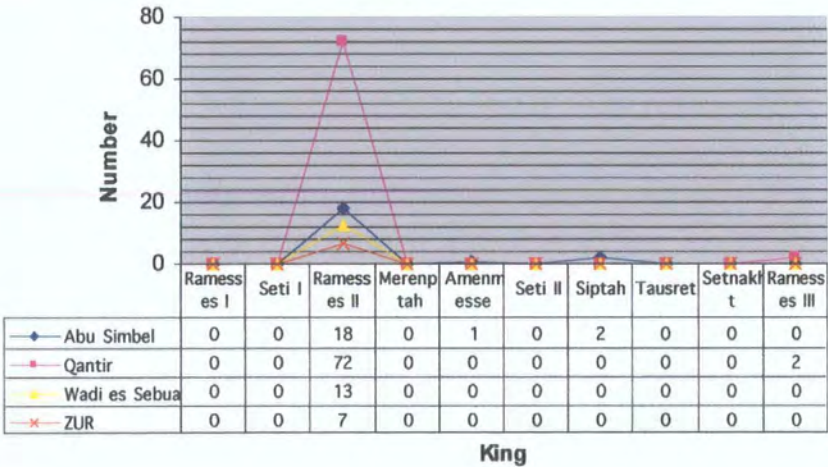 80
60
40
20
0
Number
Ramess es I Seti I Ramess es II Merenp tah Amenm esse Seti II Siptah Tausret Setnakh t Ramess es III
Abu Simbel 0 0 18 0 1 0 2 0 0 0
Qantir 0 0 72 0 0 0 0 0 0 2
Wadi es Sebua 0 0 13 0 0 0 0 0 0 0
ZUR 0 0 7 0 0 0 0 0 0 0
King